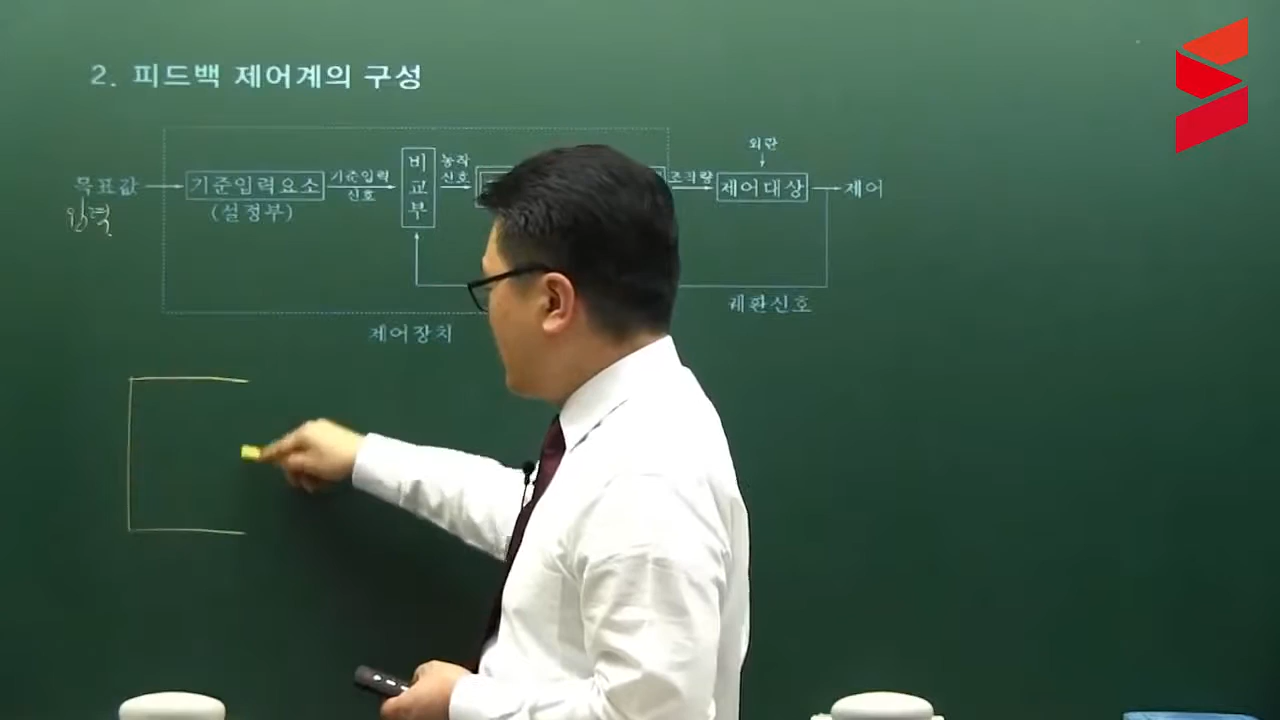 2. 피드백 제어계의 구성
외란
목표값 기준입력요소 기준입력 신호 비교부 동작 신호 조작량 제어대상 제어
입력 (설정부)
궤환신호
제어장치